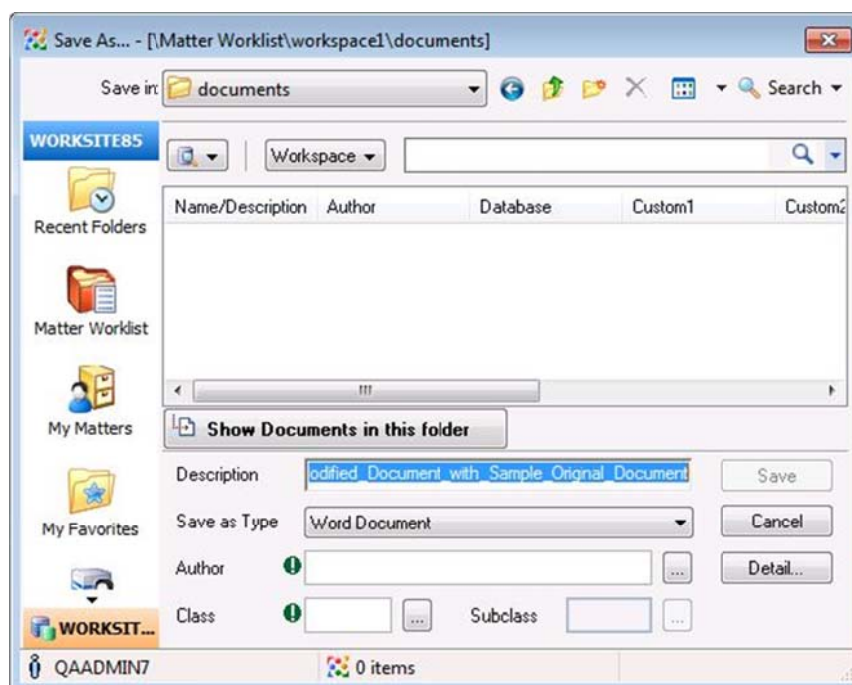 Save As... - [\Matter Worklist\workspace1\documents]
Save in: documents Search
WORKSITE85
Workspace
Name/Description Author Database Custom1 Custom2
Recent Folders
Matter Worklist
My Matters
My Favorites
Show Documents in this folder
Description odified_Document_with_Sample_Orignal_Document Save
Save as Type Word Document Cancel
Author ... Detail...
Class ... Subclass ...
WORKSIT...
QAADMIN7 0 items